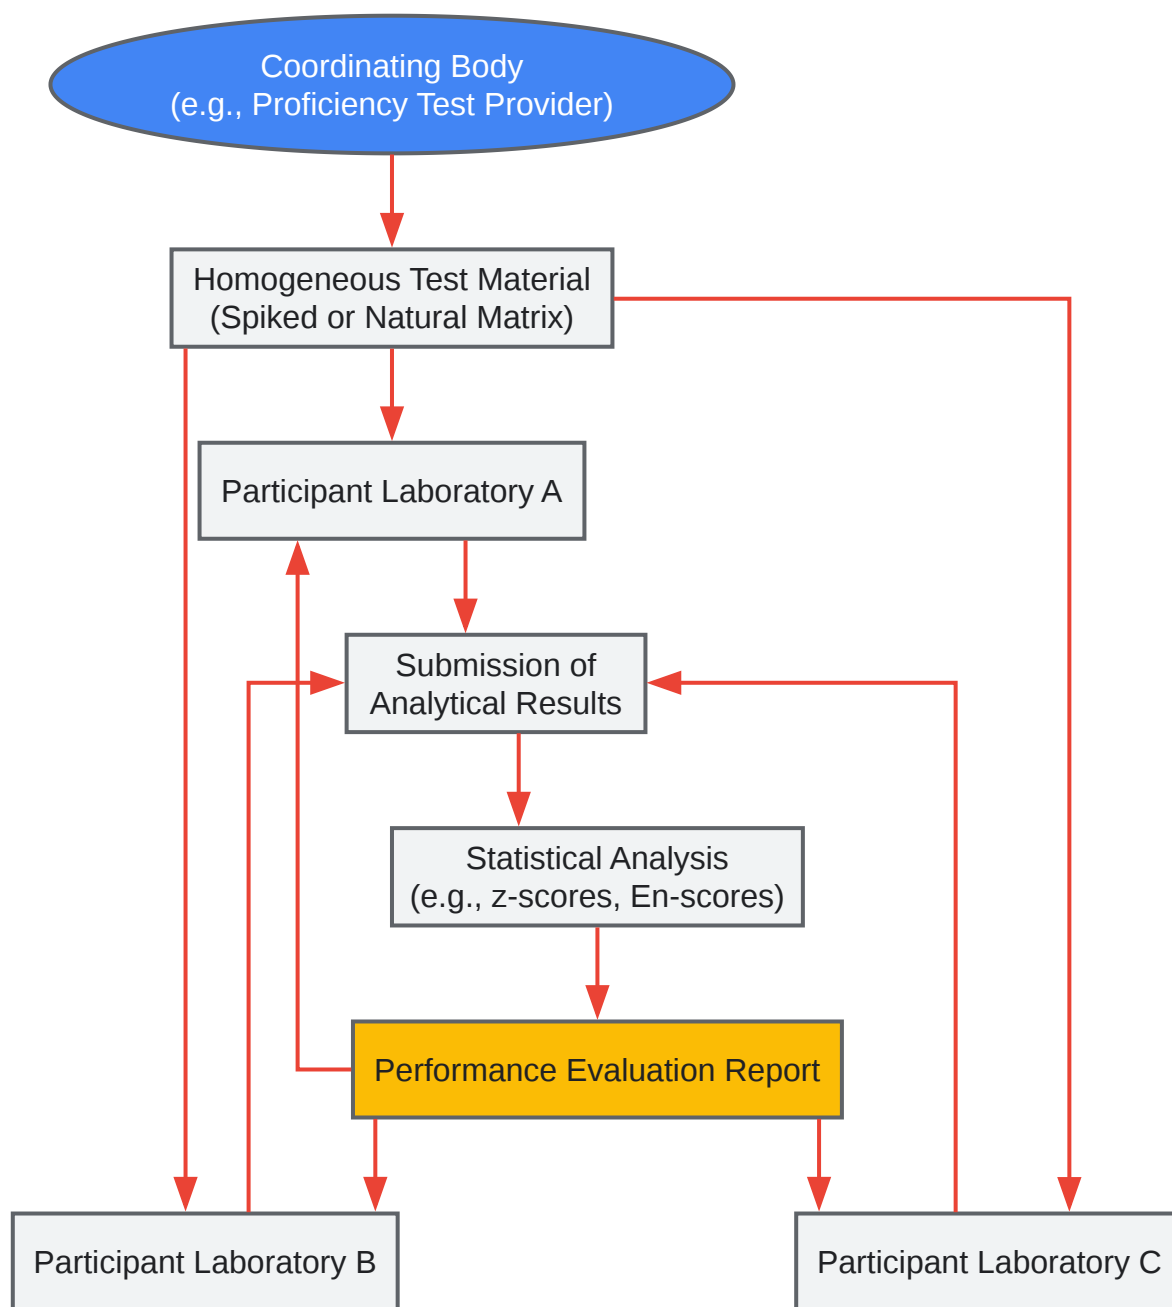 Coordinating Body
(e.g., Proficiency Test Provider)
Homogeneous Test Material
(Spiked or Natural Matrix)
Participant Laboratory A
Submission of
Analytical Results
Statistical Analysis
(e.g., z-scores, En-scores)
Performance Evaluation Report
Participant Laboratory B
Participant Laboratory C